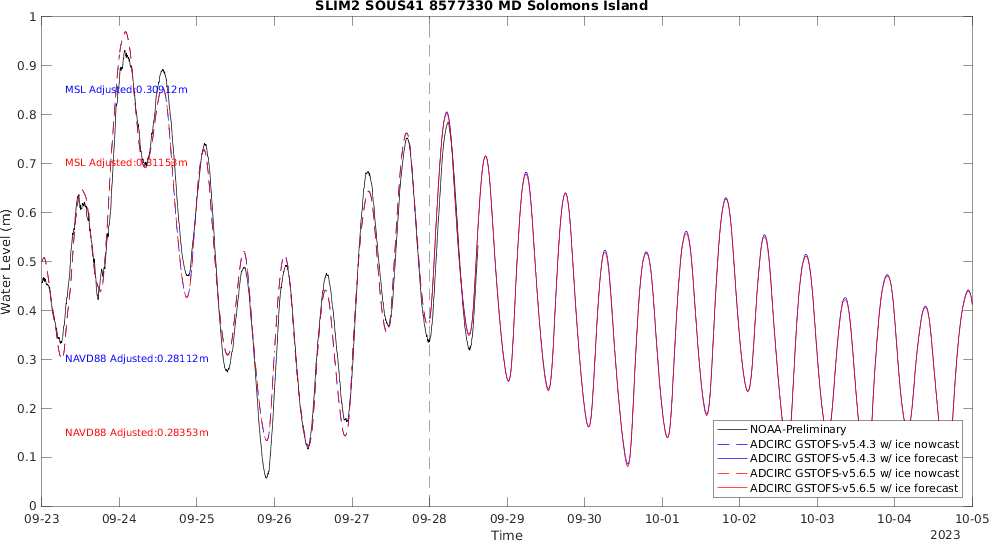 SLIM2 SOUS41 8577330 MD Solomons Island
1
0.9
0.8
0.7
0.6
0.5
0.4
0.3
0.2
0.1
0
Water Level (m)
MSL Adjusted:0.30912m
MSL Adjusted:0.31153m
NAVD88 Adjusted:0.28112m
NAVD88 Adjusted:0.28353m
NOAA-Preliminary
ADCIRC GSTOFS-v5.4.3 w/ ice nowcast
ADCIRC GSTOFS-v5.4.3 w/ ice forecast
ADCIRC GSTOFS-v5.6.5 w/ ice nowcast
ADCIRC GSTOFS-v5.6.5 w/ ice forecast
09-23 09-24 09-25 09-26 09-27 09-28 09-29 09-30 10-01 10-02 10-03 10-04 10-05
Time
2023